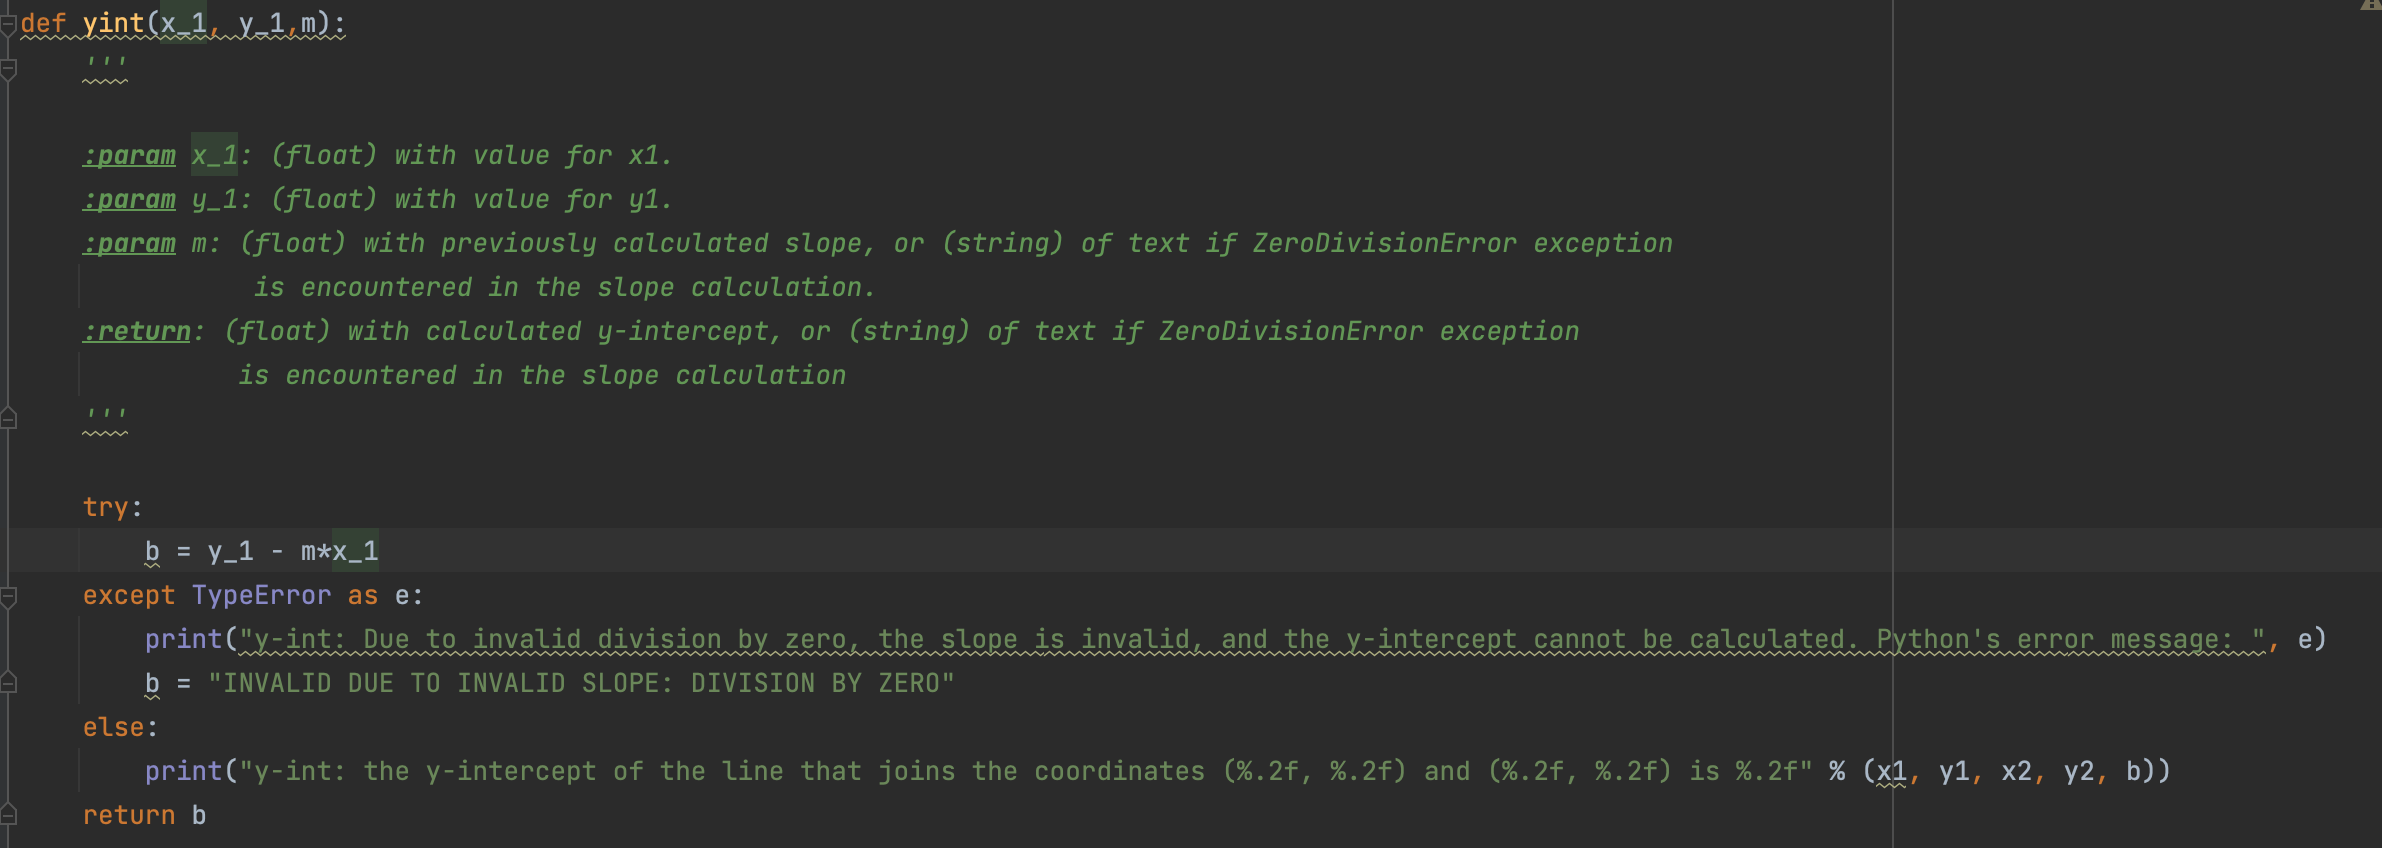 def yint(x_1, y_1,m):
'''
:param x_1: (float) with value for x1.
:param y_1: (float) with value for y1.
:param m: (float) with previously calculated slope, or (string) of text if ZeroDivisionError exception
is encountered in the slope calculation.
:return: (float) with calculated y-intercept, or (string) of text if ZeroDivisionError exception
is encountered in the slope calculation
'''
try:
b = y_1 - m*x_1
except TypeError as e:
print("y-int: Due to invalid division by zero, the slope is invalid, and the y-intercept cannot be calculated. Python's error message: ", e)
b = "INVALID DUE TO INVALID SLOPE: DIVISION BY ZERO"
else:
print("y-int: the y-intercept of the line that joins the coordinates (%.2f, %.2f) and (%.2f, %.2f) is %.2f" % (x1, y1, x2, y2, b))
return b